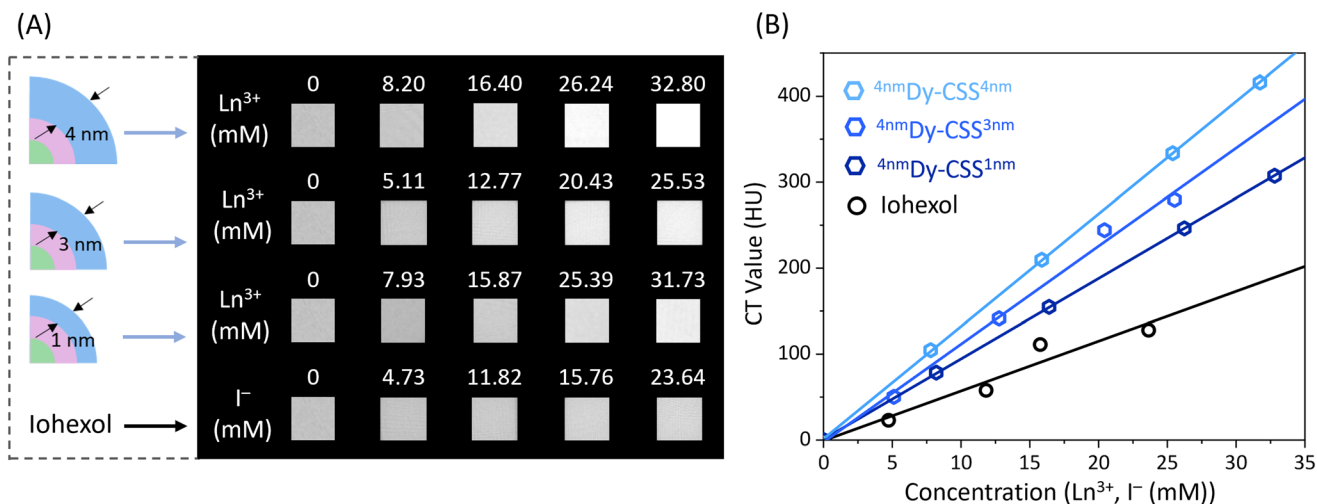 (A)
4 nm
3 nm
1 nm
Iohexol
Ln³⁺
(mM)
0 8.20 16.40 26.24 32.80
Ln³⁺
(mM)
0 5.11 12.77 20.43 25.53
Ln³⁺
(mM)
0 7.93 15.87 25.39 31.73
I⁻
(mM)
0 4.73 11.82 15.76 23.64
(B)
CT Value (HU)
400
300
200
100
0
⁴ⁿᵐDy-CSS⁴ⁿᵐ
⁴ⁿᵐDy-CSS³ⁿᵐ
⁴ⁿᵐDy-CSS¹ⁿᵐ
Iohexol
0 5 10 15 20 25 30 35
Concentration (Ln³⁺, I⁻ (mM))